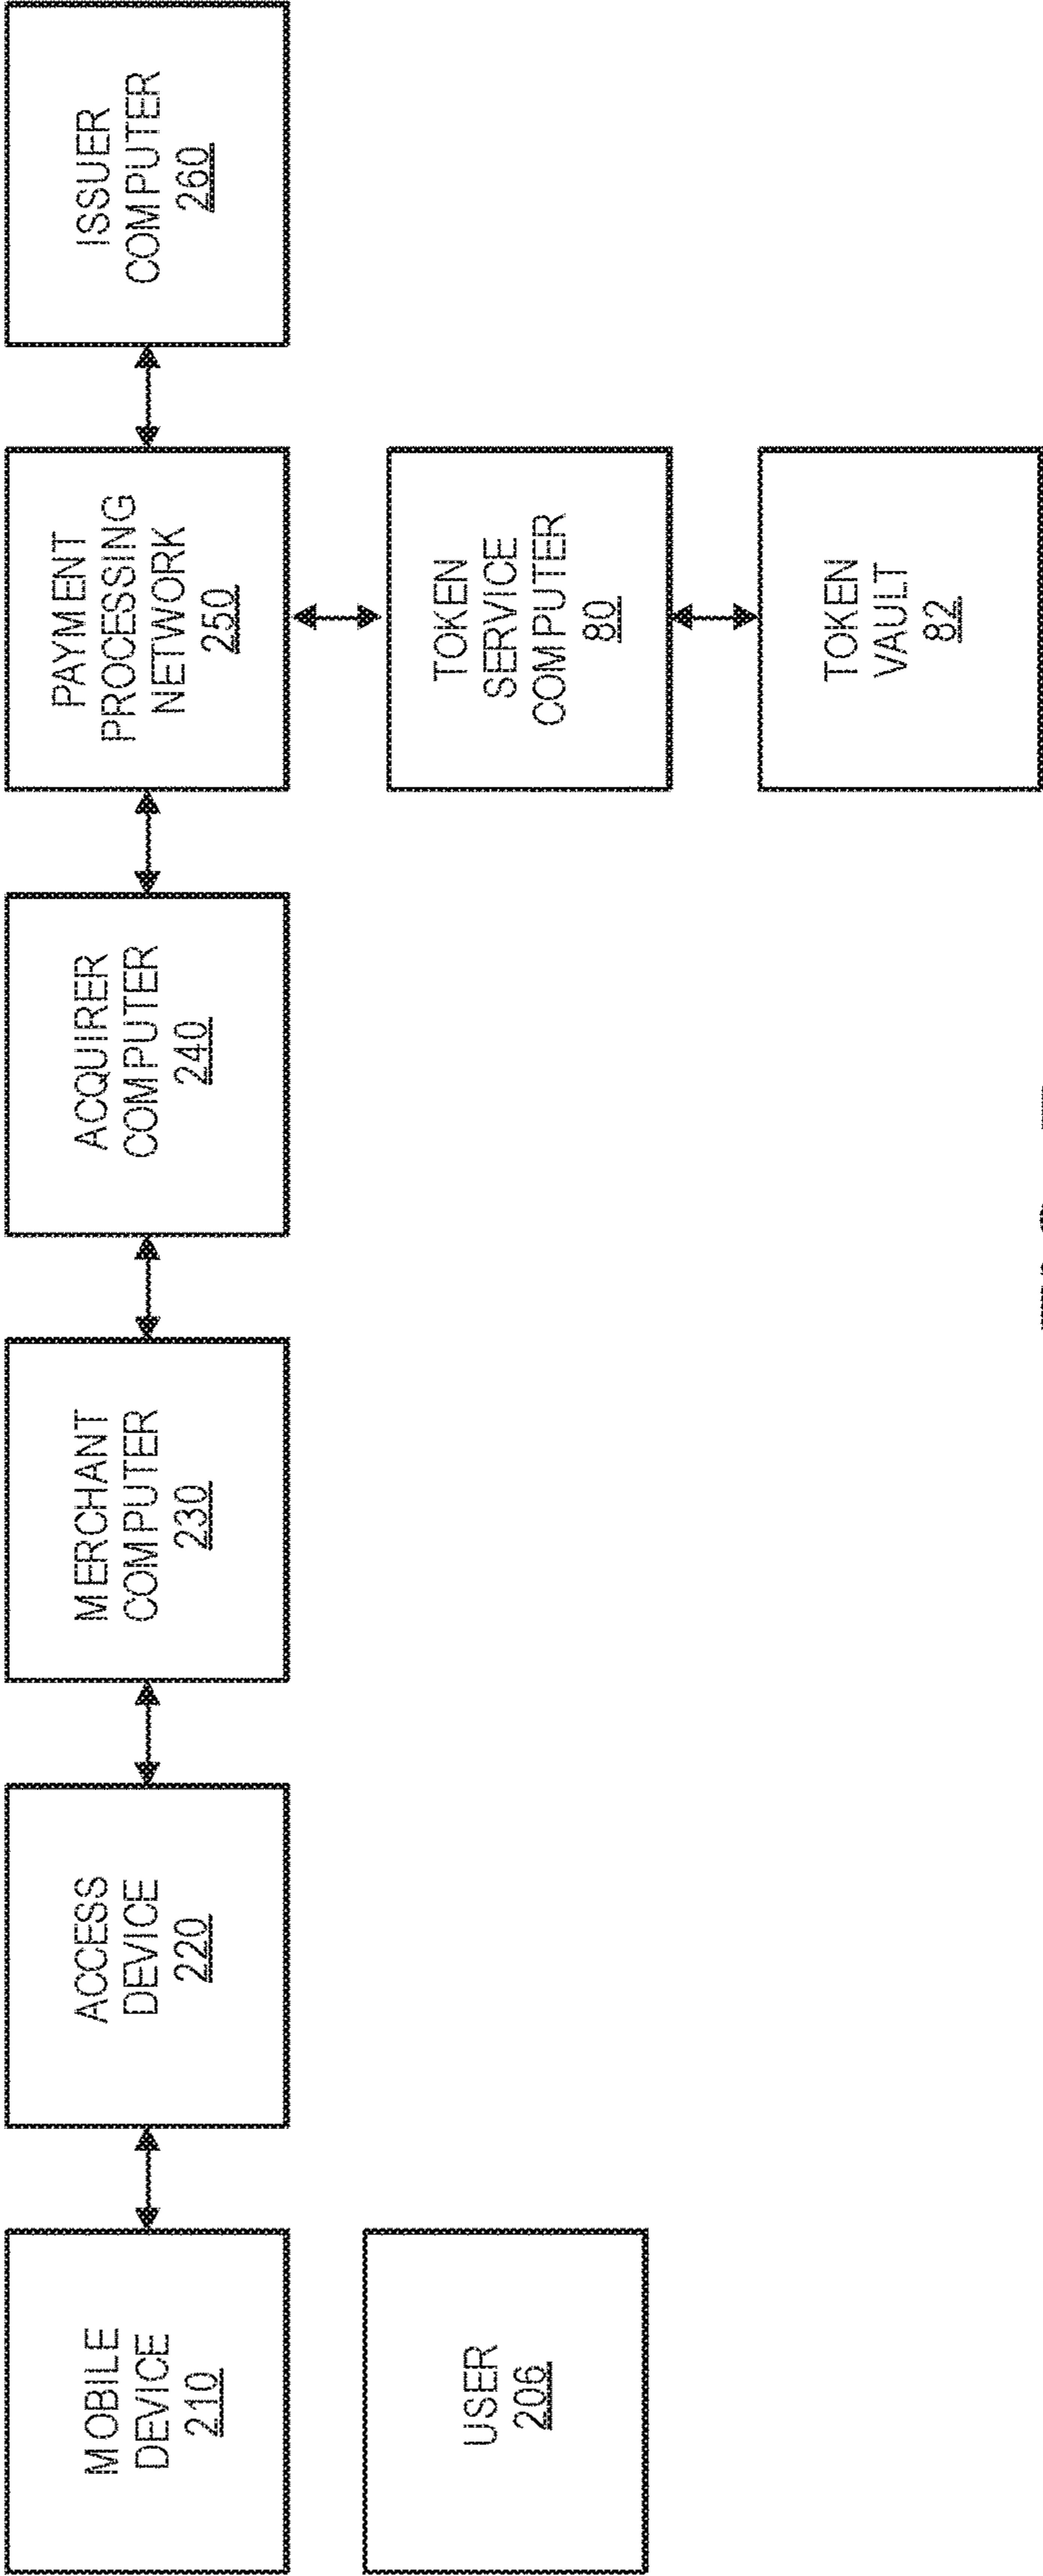 MOBILE
DEVICE
210
ACCESS
DEVICE
220
MERCHANT
COMPUTER
230
ACQUIRER
COMPUTER
240
PAYMENT
PROCESSING
NETWORK
250
ISSUER
COMPUTER
260
USER
206
TOKEN
SERVICE
COMPUTER
80
TOKEN
VAULT
82